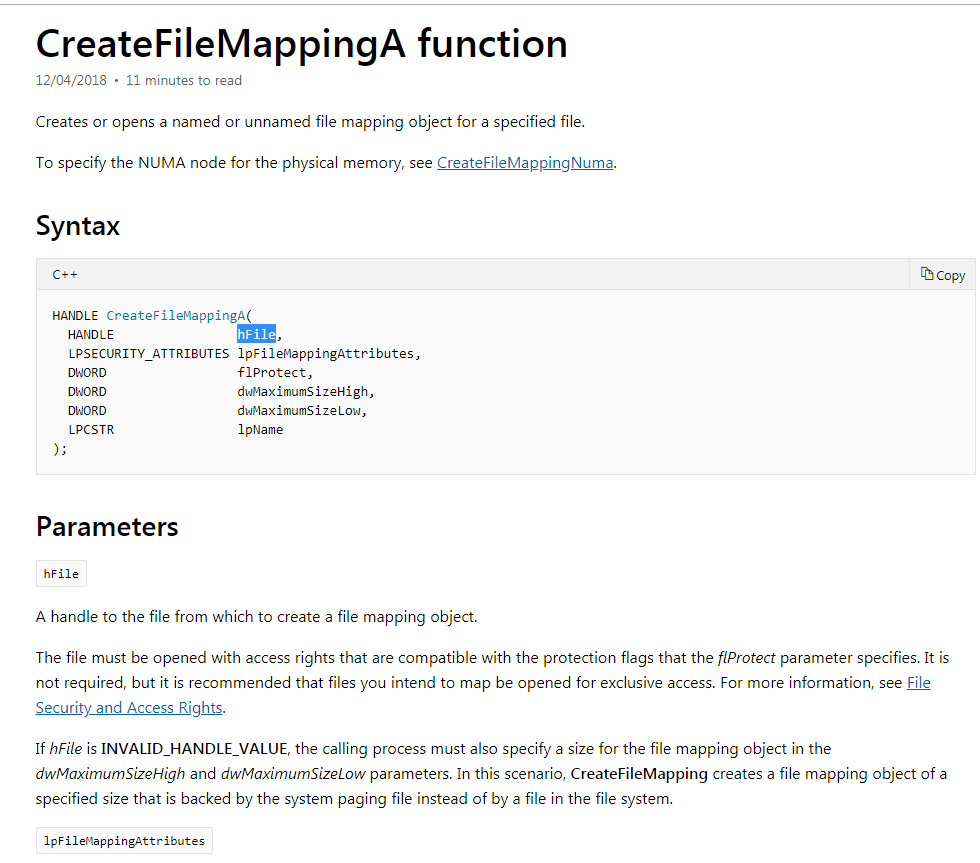 CreateFileMappingA function
12/04/2018 • 11 minutes to read
Creates or opens a named or unnamed file mapping object for a specified file.
To specify the NUMA node for the physical memory, see CreateFileMappingNuma.
Syntax
C++ Copy
HANDLE CreateFileMappingA(
HANDLE hFile,
LPSECURITY_ATTRIBUTES lpFileMappingAttributes,
DWORD flProtect,
DWORD dwMaximumSizeHigh,
DWORD dwMaximumSizeLow,
LPCSTR lpName
);
Parameters
hFile
A handle to the file from which to create a file mapping object.
The file must be opened with access rights that are compatible with the protection flags that the flProtect parameter specifies. It is
not required, but it is recommended that files you intend to map be opened for exclusive access. For more information, see File
Security and Access Rights.
If hFile is INVALID_HANDLE_VALUE, the calling process must also specify a size for the file mapping object in the
dwMaximumSizeHigh and dwMaximumSizeLow parameters. In this scenario, CreateFileMapping creates a file mapping object of a
specified size that is backed by the system paging file instead of by a file in the file system.
lpFileMappingAttributes